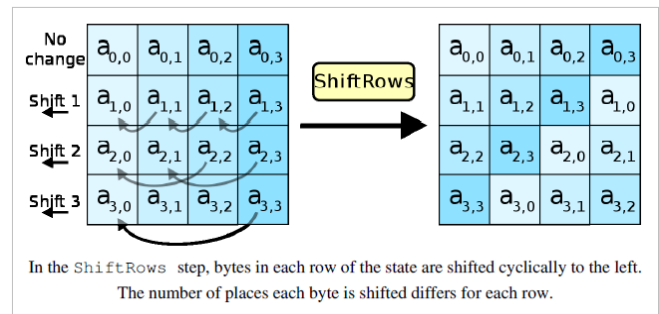 No change a0,0 a0,1 a0,2 a0,3 ShiftRows a0,0 a0,1 a0,2 a0,3
Shift 1 a1,0 a1,1 a1,2 a1,3 a1,1 a1,2 a1,3 a1,0
Shift 2 a2,0 a2,1 a2,2 a2,3 a2,2 a2,3 a2,0 a2,1
Shift 3 a3,0 a3,1 a3,2 a3,3 a3,3 a3,0 a3,1 a3,2
In the ShiftRows step, bytes in each row of the state are shifted cyclically to the left.
The number of places each byte is shifted differs for each row.